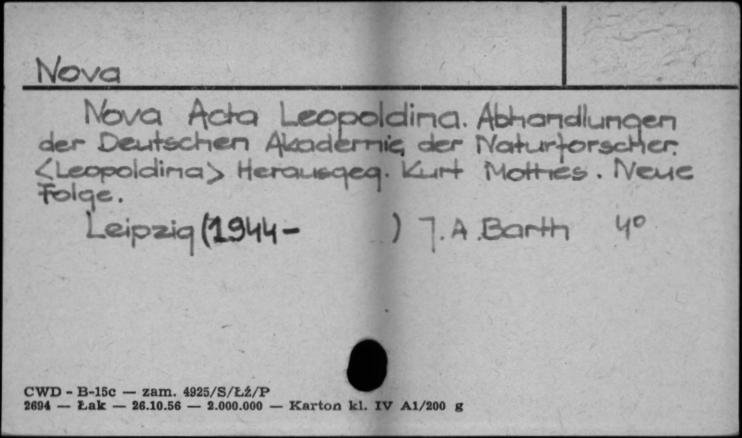 Nova
Nova Acta Leopoldina. Abhandlungen
der Deutschen Akademie der Naturforscher.
<Leopoldina> Herausgeg. Kurt Mothes. Neue
Folge.
Leipzig (1944- ) J.A.Barth 4°
CWD - B-15c — zam. 4925/S/ŁŹ/P
2694 — Łak — 26.10.56 — 2.000.000 — Karton kl. IV A1/200 g